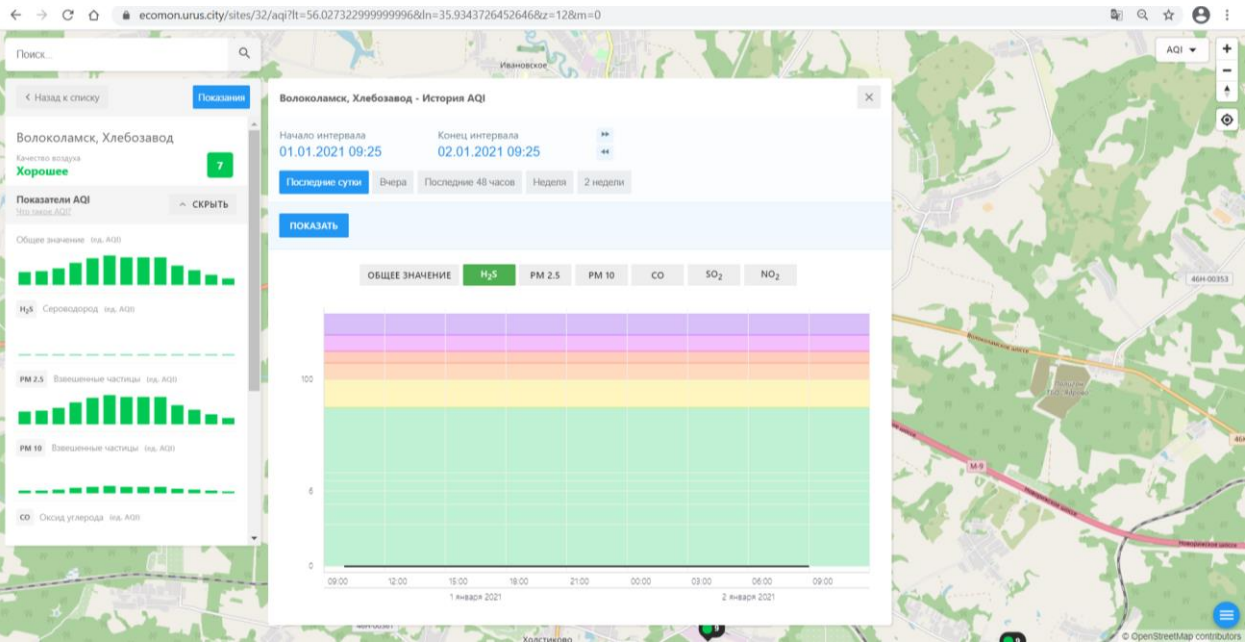 ecomon.urus.city/sites/32/aqi?lt=56.027322999999996&ln=35.9343726452646&z=12&m=0
Поиск...
Ивановское
AQI
Назад к списку
Показания
Волоколамск, Хлебозавод - История AQI
Волоколамск, Хлебозавод
Качество воздуха
Хорошее
7
Начало интервала
Конец интервала
01.01.2021 09:25
02.01.2021 09:25
Последние сутки
Вчера
Последние 48 часов
Неделя
2 недели
Показатели AQI
Что такое AQI?
СКРЫТЬ
ПОКАЗАТЬ
Общее значение (ед. AQI)
ОБЩЕЕ ЗНАЧЕНИЕ
H₂S
PM 2.5
PM 10
CO
SO₂
NO₂
H₂S Сероводород (ед. AQI)
46Н-00353
Волоколамское шоссе
PM 2.5 Взвешенные частицы (ед. AQI)
100
Полигон
ТБО "Ядрово"
PM 10 Взвешенные частицы (ед. AQI)
М-9
6
Новорижское шоссе
CO Оксид углерода (ед. AQI)
0
09:00
12:00
15:00
18:00
21:00
00:00
03:00
06:00
09:00
1 января 2021
2 января 2021
Холстиково
9
9
© OpenStreetMap contributors